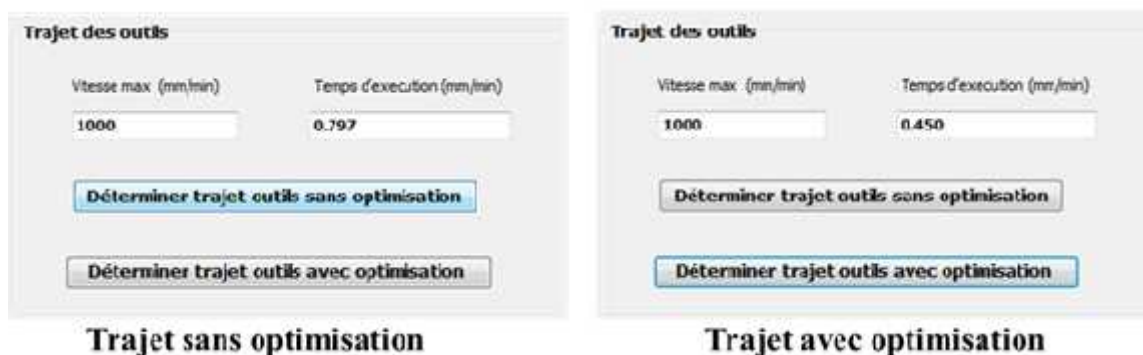 Trajet des outils
Vitesse max (mm/min) Temps d'execution (mm/min)
1000 0.797
Déterminer trajet outils sans optimisation
Déterminer trajet outils avec optimisation
Trajet sans optimisation
Trajet des outils
Vitesse max (mm/min) Temps d'execution (mm/min)
1000 0.450
Déterminer trajet outils sans optimisation
Déterminer trajet outils avec optimisation
Trajet avec optimisation